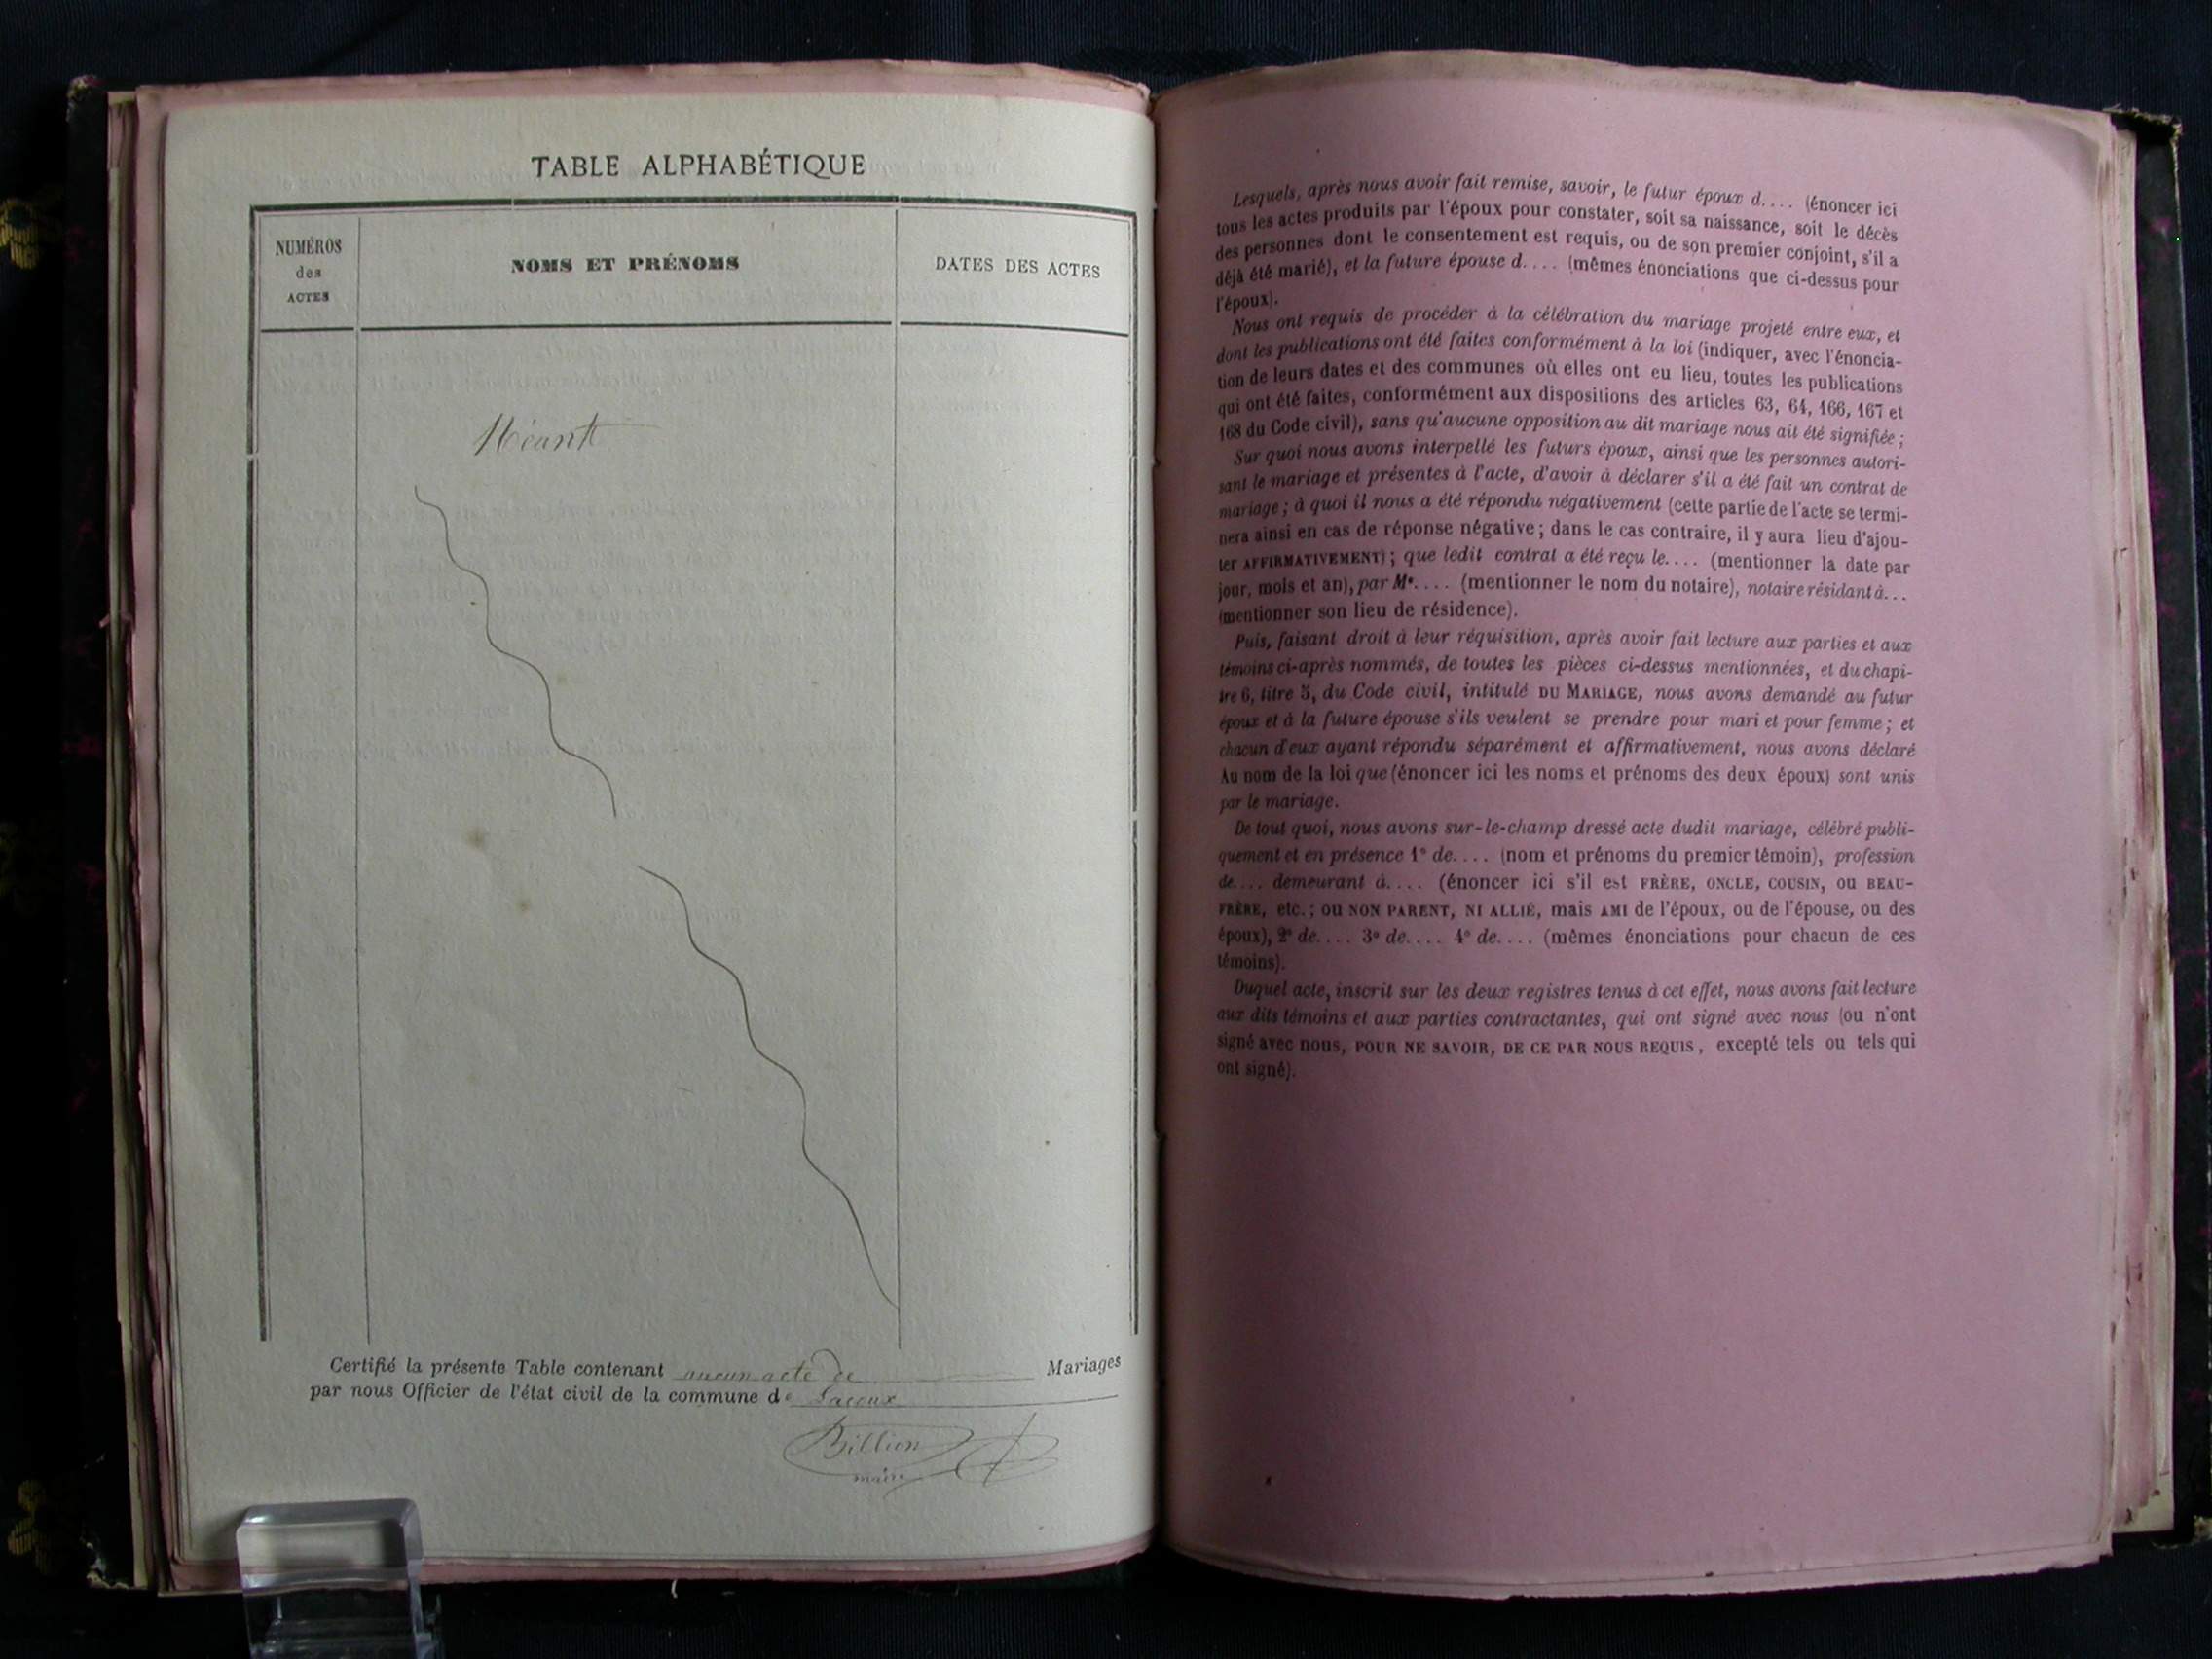 TABLE ALPHABÉTIQUE
NUMÉROS
des
ACTES
NOMS ET PRÉNOMS
DATES DES ACTES
Néant
Certifié la présente Table contenant aucun acte de Mariages
par nous Officier de l'état civil de la commune de Lacoux
Billion
maire
Lesquels, après nous avoir fait remise, savoir, le futur époux d.... (énoncer ici
tous les actes produits par l'époux pour constater, soit sa naissance, soit le décès
des personnes dont le consentement est requis, ou de son premier conjoint, s'il a
déjà été marié), et la future épouse d.... (mêmes énonciations que ci-dessus pour
l'époux).
Nous ont requis de procéder à la célébration du mariage projeté entre eux, et
dont les publications ont été faites conformément à la loi (indiquer, avec l'énoncia-
tion de leurs dates et des communes où elles ont eu lieu, toutes les publications
qui ont été faites, conformément aux dispositions des articles 63, 64, 166, 167 et
168 du Code civil), sans qu'aucune opposition au dit mariage nous ait été signifiée;
Sur quoi nous avons interpellé les futurs époux, ainsi que les personnes autori-
sant le mariage et présentes à l'acte, d'avoir à déclarer s'il a été fait un contrat de
mariage; à quoi il nous a été répondu négativement (cette partie de l'acte se termi-
nera ainsi en cas de réponse négative; dans le cas contraire, il y aura lieu d'ajou-
ter AFFIRMATIVEMENT); que ledit contrat a été reçu le.... (mentionner la date par
jour, mois et an), par Me.... (mentionner le nom du notaire), notaire résidant à...
(mentionner son lieu de résidence).
Puis, faisant droit à leur réquisition, après avoir fait lecture aux parties et aux
témoins ci-après nommés, de toutes les pièces ci-dessus mentionnées, et du chapi-
tre 6, titre 5, du Code civil, intitulé DU MARIAGE, nous avons demandé au futur
époux et à la future épouse s'ils veulent se prendre pour mari et pour femme; et
chacun d'eux ayant répondu séparément et affirmativement, nous avons déclaré
Au nom de la loi que (énoncer ici les noms et prénoms des deux époux) sont unis
par le mariage.
De tout quoi, nous avons sur-le-champ dressé acte dudit mariage, célébré publi-
quement et en présence 1° de.... (nom et prénoms du premier témoin), profession
de.... demeurant à.... (énoncer ici s'il est FRÈRE, ONCLE, COUSIN, OU BEAU-
FRÈRE, etc.; ou NON PARENT, NI ALLIÉ, mais AMI de l'époux, ou de l'épouse, ou des
époux), 2° de.... 3° de.... 4° de.... (mêmes énonciations pour chacun de ces
témoins).
Duquel acte, inscrit sur les deux registres tenus à cet effet, nous avons fait lecture
aux dits témoins et aux parties contractantes, qui ont signé avec nous (ou n'ont
signé avec nous, POUR NE SAVOIR, DE CE PAR NOUS REQUIS, excepté tels ou tels qui
ont signé).